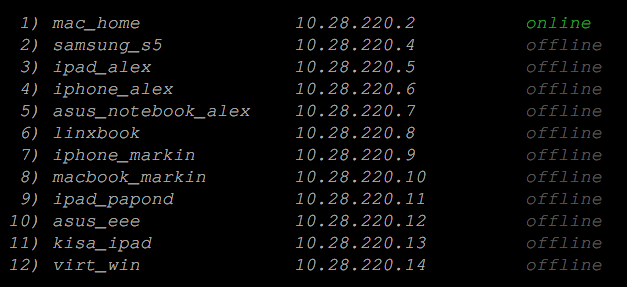 1) mac_home 10.28.220.2 online
2) samsung_s5 10.28.220.4 offline
3) ipad_alex 10.28.220.5 offline
4) iphone_alex 10.28.220.6 offline
5) asus_notebook_alex 10.28.220.7 offline
6) linxbook 10.28.220.8 offline
7) iphone_markin 10.28.220.9 offline
8) macbook_markin 10.28.220.10 offline
9) ipad_papond 10.28.220.11 offline
10) asus_eee 10.28.220.12 offline
11) kisa_ipad 10.28.220.13 offline
12) virt_win 10.28.220.14 offline